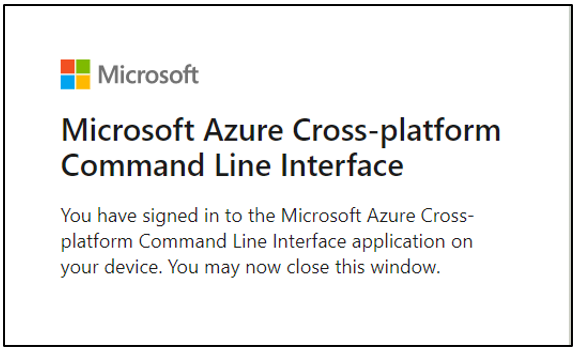 Microsoft
Microsoft Azure Cross-platform
Command Line Interface
You have signed in to the Microsoft Azure Cross-
platform Command Line Interface application on
your device. You may now close this window.